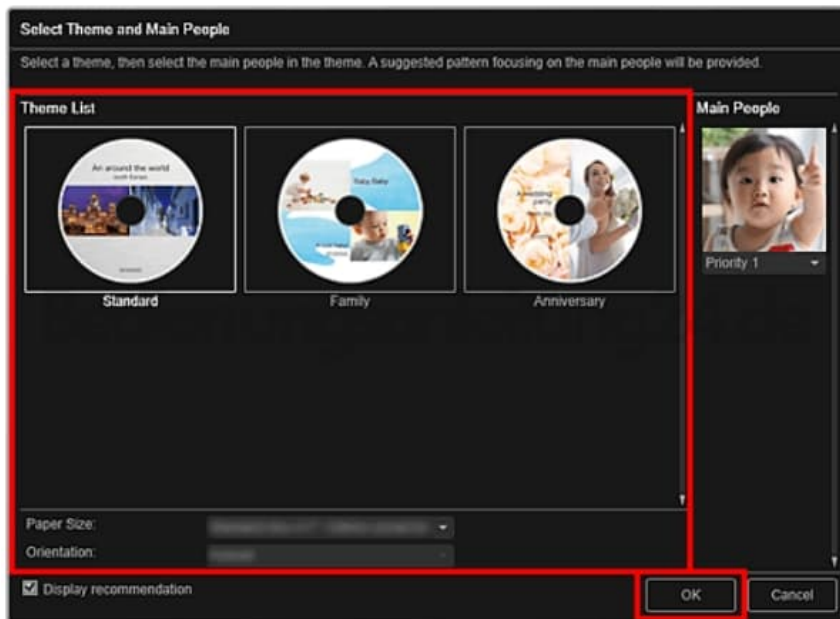 Select Theme and Main People
Select a theme, then select the main people in the theme. A suggested pattern focusing on the main people will be provided.
Theme List
Main People
An around the world
Baby Baby
A wedding
party
Priority 1
Standard
Family
Anniversary
Paper Size:
Orientation:
Display recommendation
OK
Cancel